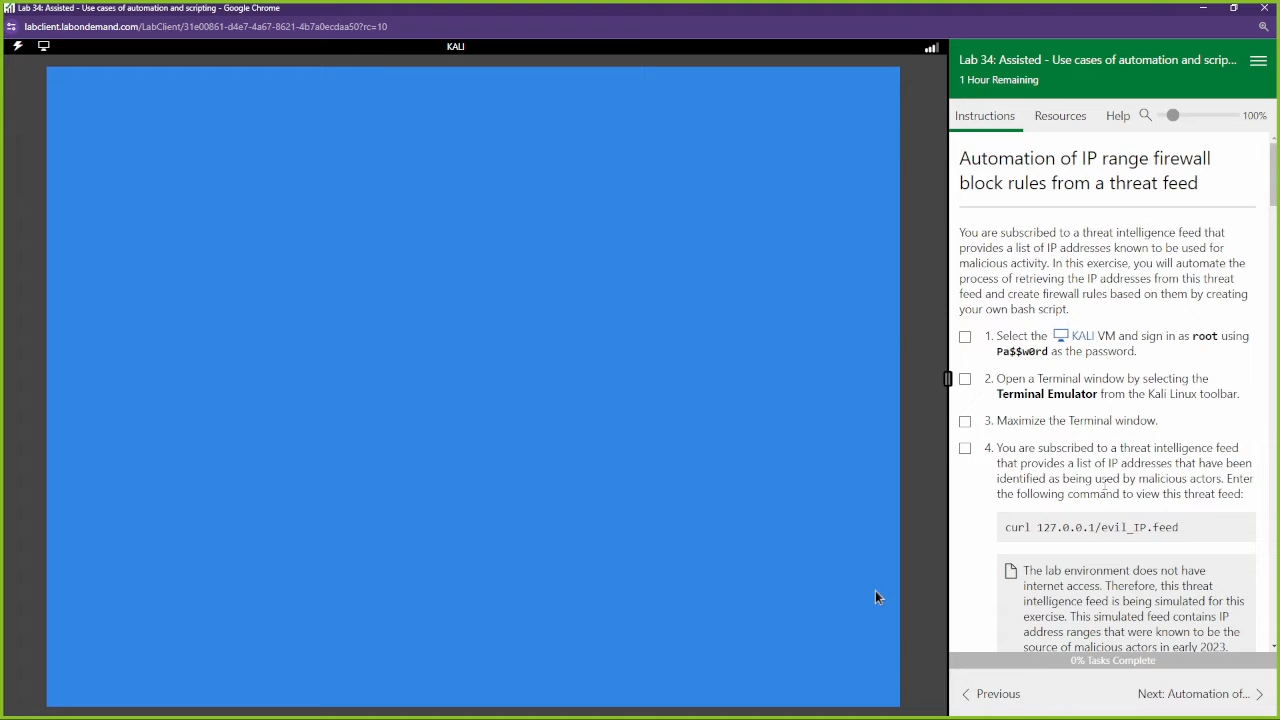 Lab 34: Assisted - Use cases of automation and scripting - Google Chrome
labclient.labondemand.com/LabClient/31e00861-d4e7-4a67-8621-4b7a0ecdaa50?rc=10
KALI
Lab 34: Assisted - Use cases of automation and scrip...
1 Hour Remaining
Instructions Resources Help 100%
Automation of IP range firewall
block rules from a threat feed
You are subscribed to a threat intelligence feed that
provides a list of IP addresses known to be used for
malicious activity. In this exercise, you will automate the
process of retrieving the IP addresses from this threat
feed and create firewall rules based on them by creating
your own bash script.
1. Select the KALI VM and sign in as root using
Pa$$w0rd as the password.
2. Open a Terminal window by selecting the
Terminal Emulator from the Kali Linux toolbar.
3. Maximize the Terminal window.
4. You are subscribed to a threat intelligence feed
that provides a list of IP addresses that have been
identified as being used by malicious actors. Enter
the following command to view this threat feed:
curl 127.0.0.1/evil_IP.feed
The lab environment does not have
internet access. Therefore, this threat
intelligence feed is being simulated for this
exercise. This simulated feed contains IP
address ranges that were known to be the
source of malicious actors in early 2023.
0% Tasks Complete
Previous Next: Automation of...